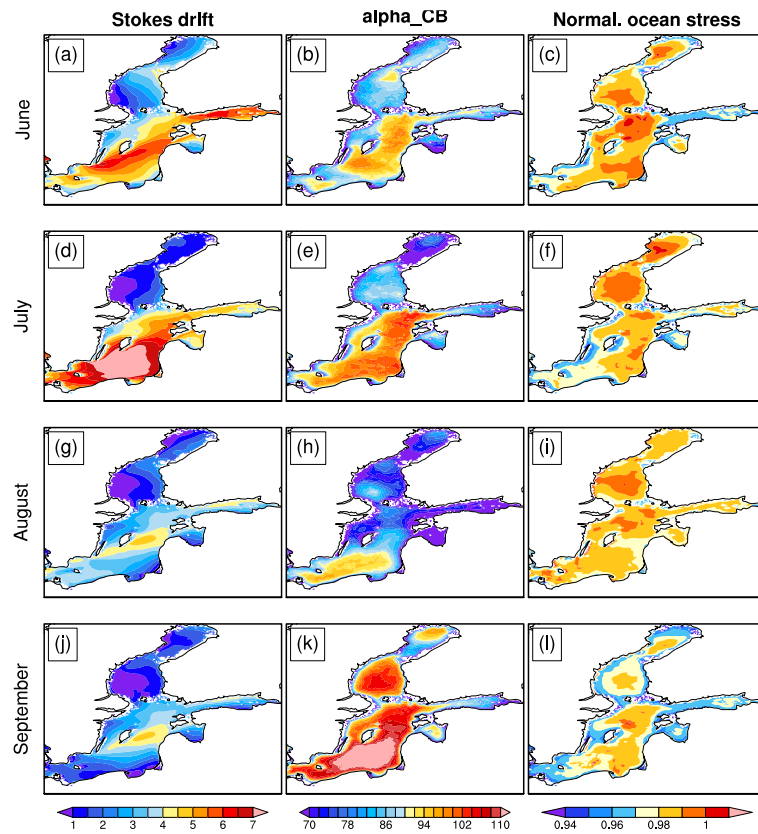 Stokes drift alpha_CB Normal. ocean stress
June (a) (b) (c)
July (d) (e) (f)
August (g) (h) (i)
September (j) (k) (l)
1 2 3 4 5 6 7 70 78 86 94 102 110 0.94 0.96 0.98 1